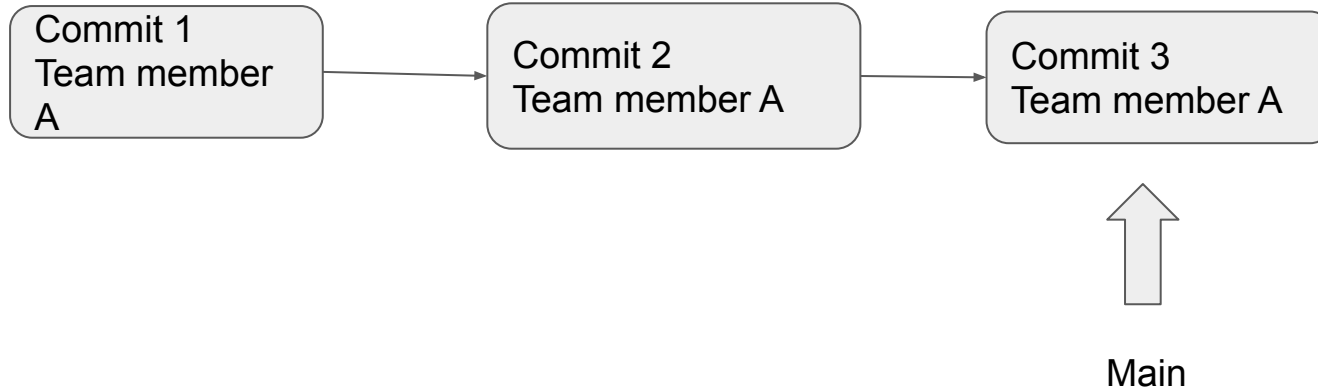 Commit 1
Team member
A
Commit 2
Team member A
Commit 3
Team member A
Main